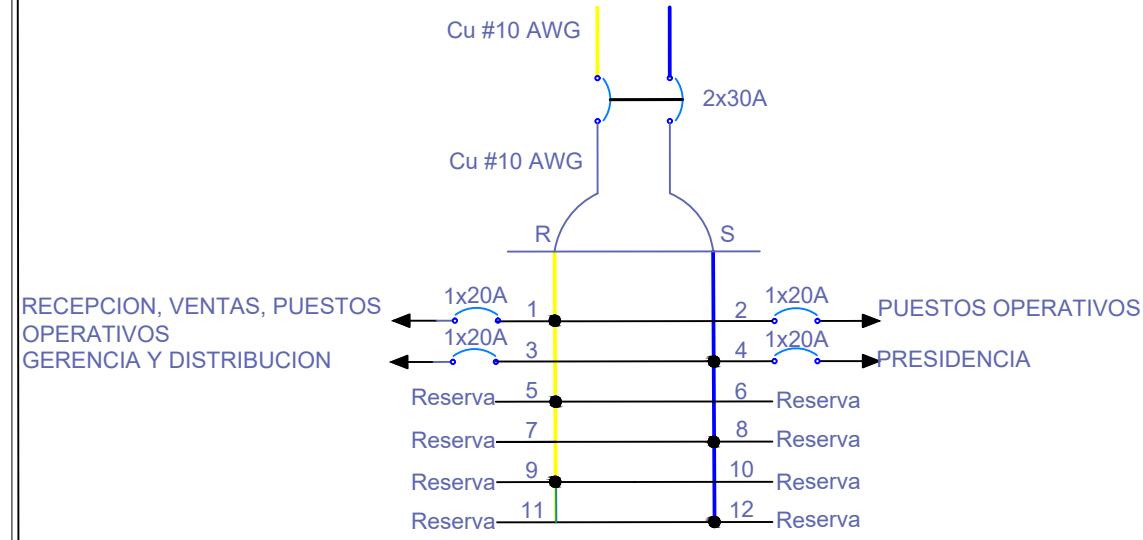 Cu #10 AWG
2x30A
Cu #10 AWG
R
S
RECEPCION, VENTAS, PUESTOS
OPERATIVOS
1x20A
1
2
1x20A
PUESTOS OPERATIVOS
GERENCIA Y DISTRIBUCION
1x20A
3
4
1x20A
PRESIDENCIA
Reserva
5
6
Reserva
Reserva
7
8
Reserva
Reserva
9
10
Reserva
Reserva
11
12
Reserva